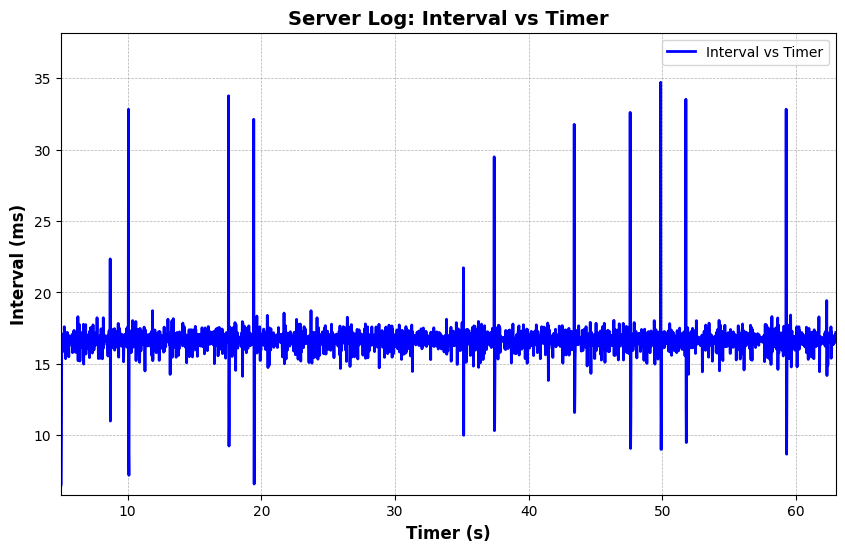 Server Log: Interval vs Timer
Interval vs Timer
35
30
25
20
15
10
Interval (ms)
10 20 30 40 50 60
Timer (s)